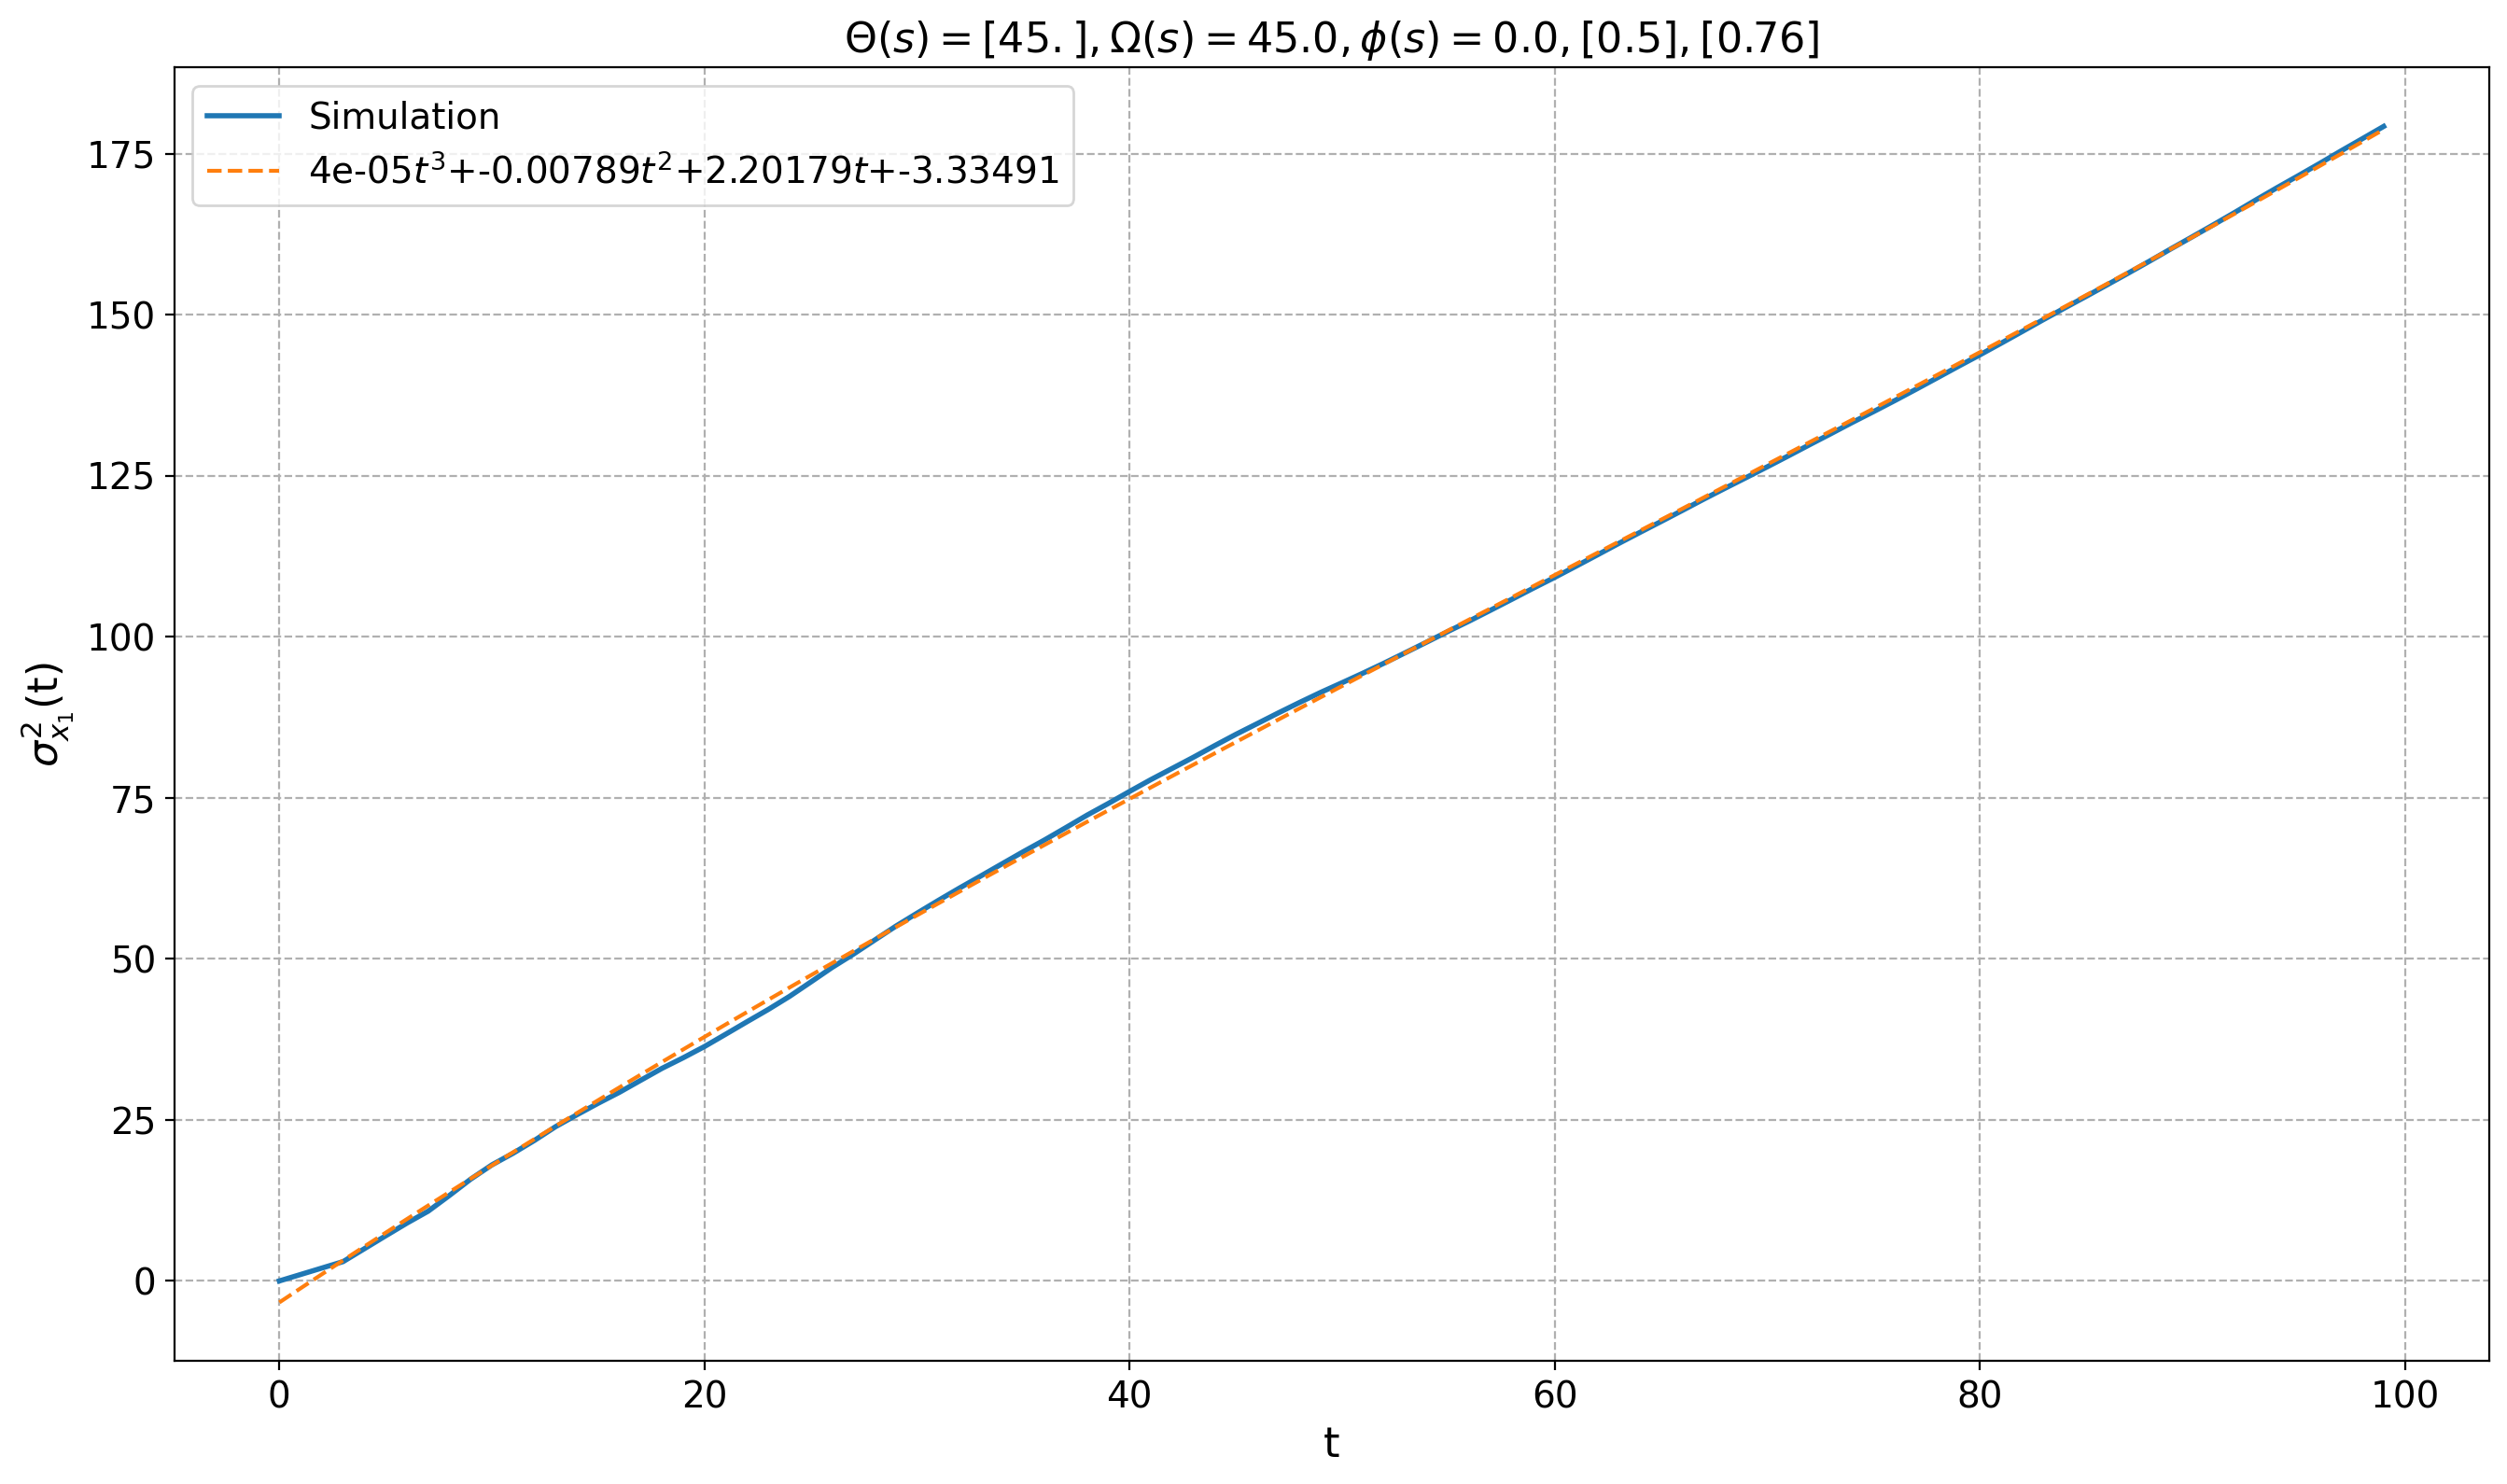 Θ(s) = [45. ], Ω(s) = 45.0, ϕ(s) = 0.0, [0.5], [0.76]
Simulation
4e-05t³+-0.00789t²+2.20179t+-3.33491
175
150
125
100
75
50
25
0
σ²ₓ₁(t)
0 20 40 60 80 100
t